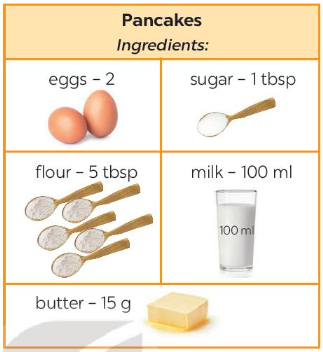 Pancakes
Ingredients:
eggs – 2
sugar – 1 tbsp
flour – 5 tbsp
milk – 100 ml
100 ml
butter – 15 g